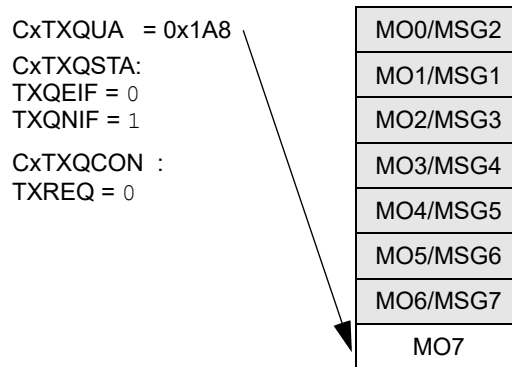 CxTXQUA = 0x1A8
CxTXQSTA:
TXQEIF = 0
TXQNIF = 1
CxTXQCON :
TXREQ = 0
MO0/MSG2
MO1/MSG1
MO2/MSG3
MO3/MSG4
MO4/MSG5
MO5/MSG6
MO6/MSG7
MO7